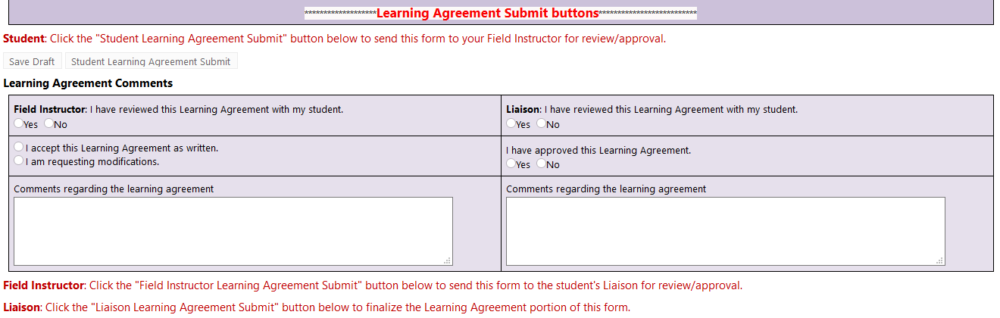 *******************Learning Agreement Submit buttons**************************
Student: Click the "Student Learning Agreement Submit" button below to send this form to your Field Instructor for review/approval.
Save Draft Student Learning Agreement Submit
Learning Agreement Comments
Field Instructor: I have reviewed this Learning Agreement with my student.
Yes No
Liaison: I have reviewed this Learning Agreement with my student.
Yes No
I accept this Learning Agreement as written.
I am requesting modifications.
I have approved this Learning Agreement.
Yes No
Comments regarding the learning agreement
Comments regarding the learning agreement
Field Instructor: Click the "Field Instructor Learning Agreement Submit" button below to send this form to the student's Liaison for review/approval.
Liaison: Click the "Liaison Learning Agreement Submit" button below to finalize the Learning Agreement portion of this form.